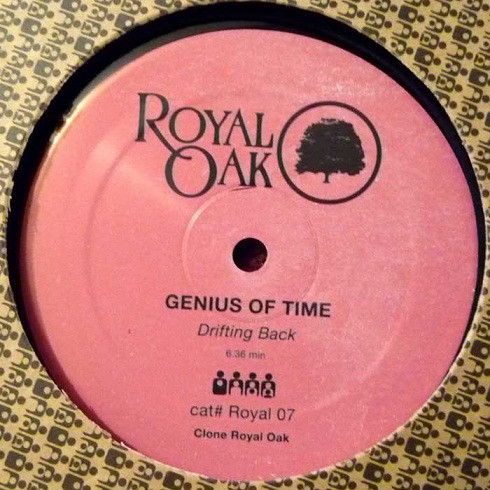 ROYAL
OAK
GENIUS OF TIME
Drifting Back
6.36 min
cat# Royal 07
Clone Royal Oak